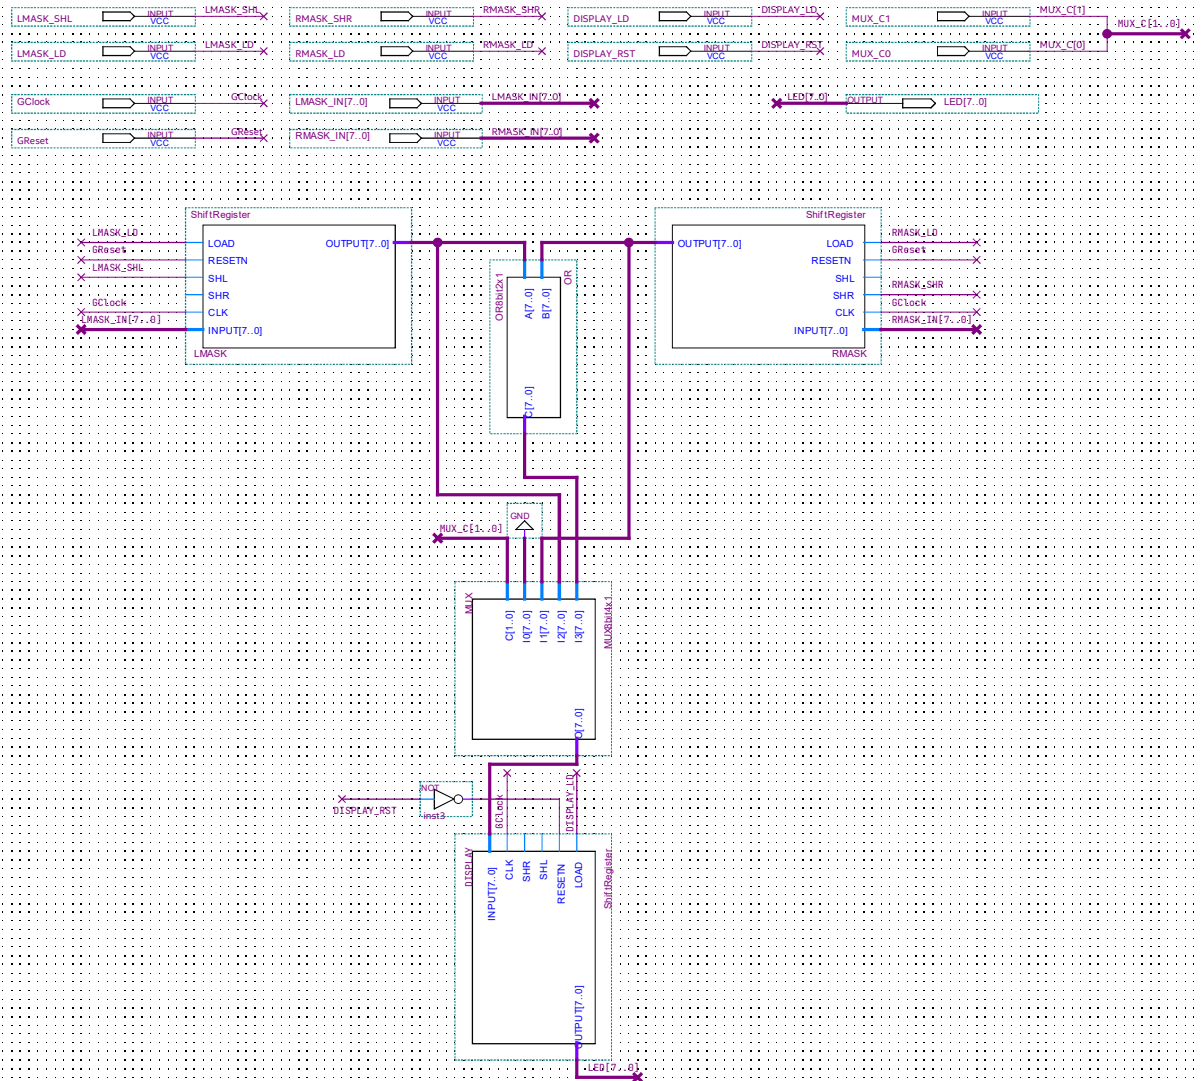 LMASK_SHL INPUT VCC LMASK_SHL
RMASK_SHR INPUT VCC RMASK_SHR
DISPLAY_LD INPUT VCC DISPLAY_LD
MUX_C1 INPUT VCC MUX_C[1]
MUX_C[1..0]
LMASK_LD INPUT VCC LMASK_LD
RMASK_LD INPUT VCC RMASK_LD
DISPLAY_RST INPUT VCC DISPLAY_RST
MUX_C0 INPUT VCC MUX_C[0]
GClock INPUT VCC GClock
LMASK_IN[7..0] INPUT VCC LMASK_IN[7..0]
LED[7..0] OUTPUT LED[7..0]
GReset INPUT VCC GReset
RMASK_IN[7..0] INPUT VCC RMASK_IN[7..0]
ShiftRegister
LMASK_LD LOAD OUTPUT[7..0]
GReset RESETN
LMASK_SHL SHL
SHR
GClock CLK
LMASK_IN[7..0] INPUT[7..0]
LMASK
OR8bit2x1
OR
A[7..0]
B[7..0]
C[7..0]
ShiftRegister
OUTPUT[7..0] LOAD RMASK_LD
RESETN GReset
SHL
SHR RMASK_SHR
CLK GClock
INPUT[7..0] RMASK_IN[7..0]
RMASK
GND
MUX_C[1..0]
MUX
MUX8bit4x1
C[1..0]
I0[7..0]
I1[7..0]
I2[7..0]
I3[7..0]
O[7..0]
NOT
DISPLAY_RST
inst3
GClock
DISPLAY_LD
DISPLAY
ShiftRegister
INPUT[7..0]
CLK
SHR
SHL
RESETN
LOAD
OUTPUT[7..0]
LED[7..0]